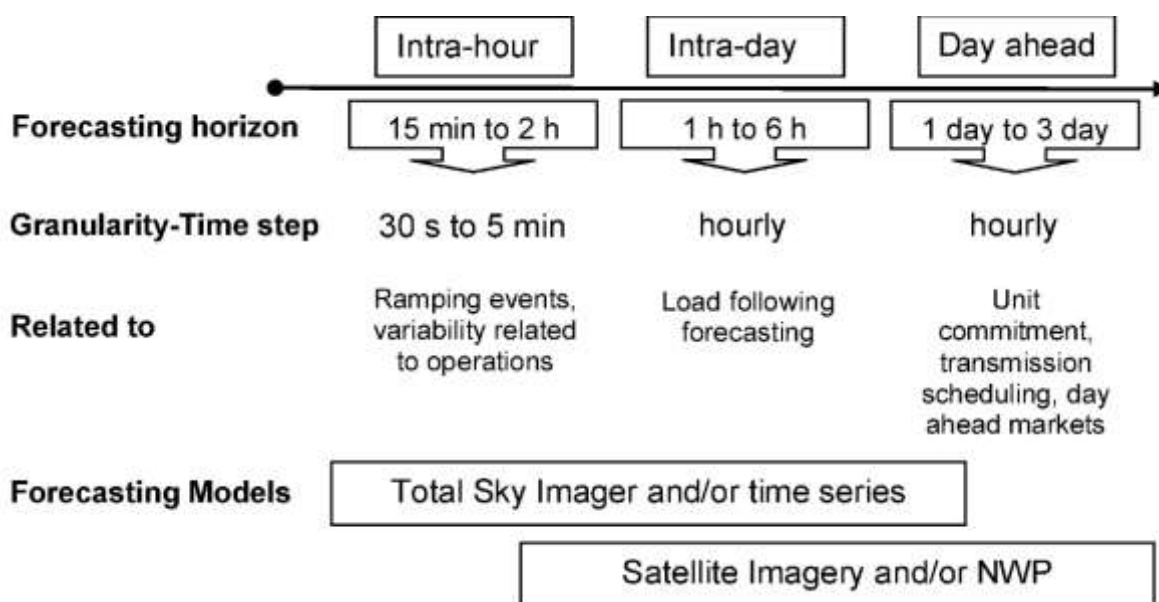 Intra-hour Intra-day Day ahead
Forecasting horizon 15 min to 2 h 1 h to 6 h 1 day to 3 day
Granularity-Time step 30 s to 5 min hourly hourly
Related to
Ramping events,
variability related
to operations
Load following
forecasting
Unit
commitment,
transmission
scheduling, day
ahead markets
Forecasting Models Total Sky Imager and/or time series
Satellite Imagery and/or NWP